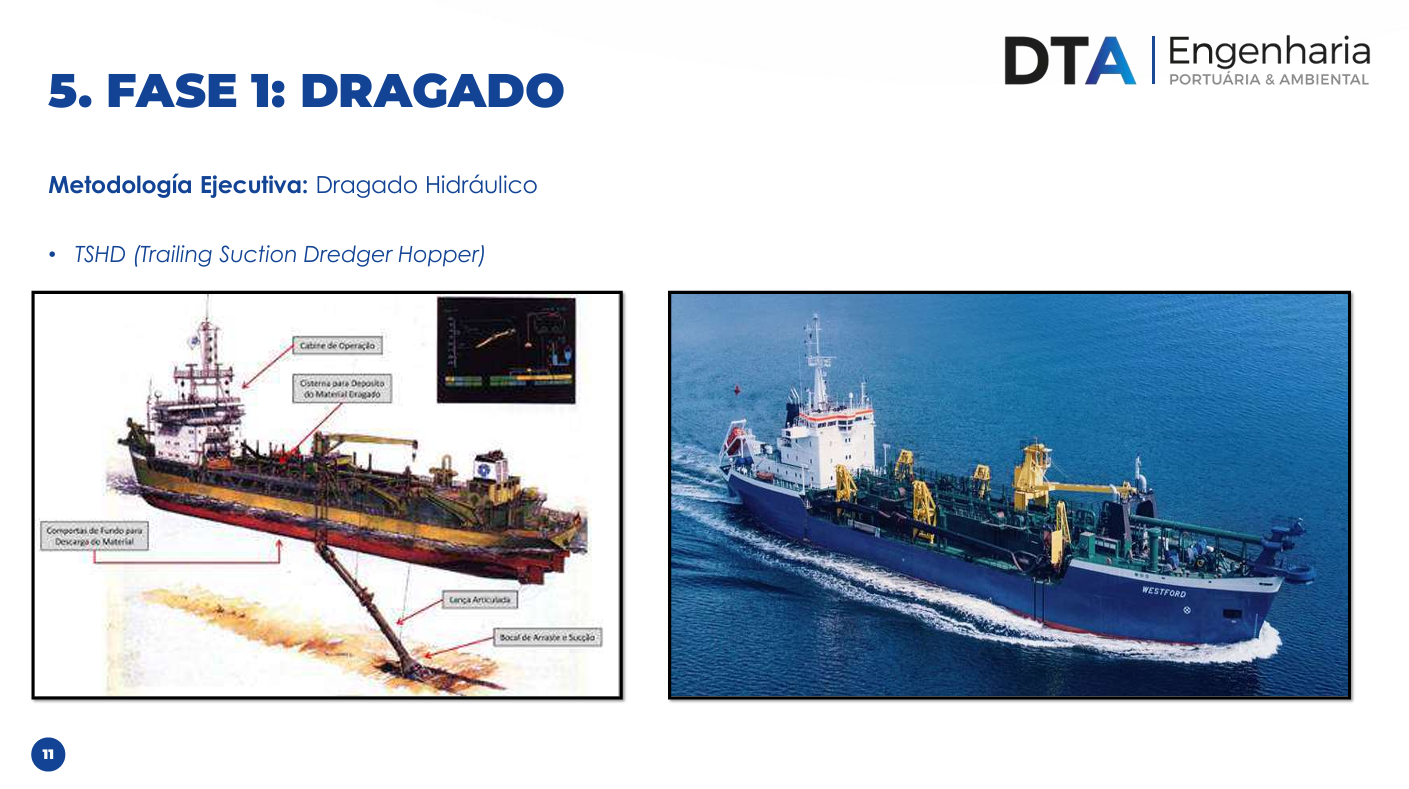 DTA Engenharia
PORTUÁRIA & AMBIENTAL
5. FASE 1: DRAGADO
Metodología Ejecutiva: Dragado Hidráulico
• TSHD (Trailing Suction Dredger Hopper)
Cabine de Operação
Cisterna para Deposito
do Material Dragado
Comportas de Fundo para
Descarga do Material
Lança Articulada
Bocal de Arraste e Sucção
WESTFORD
11